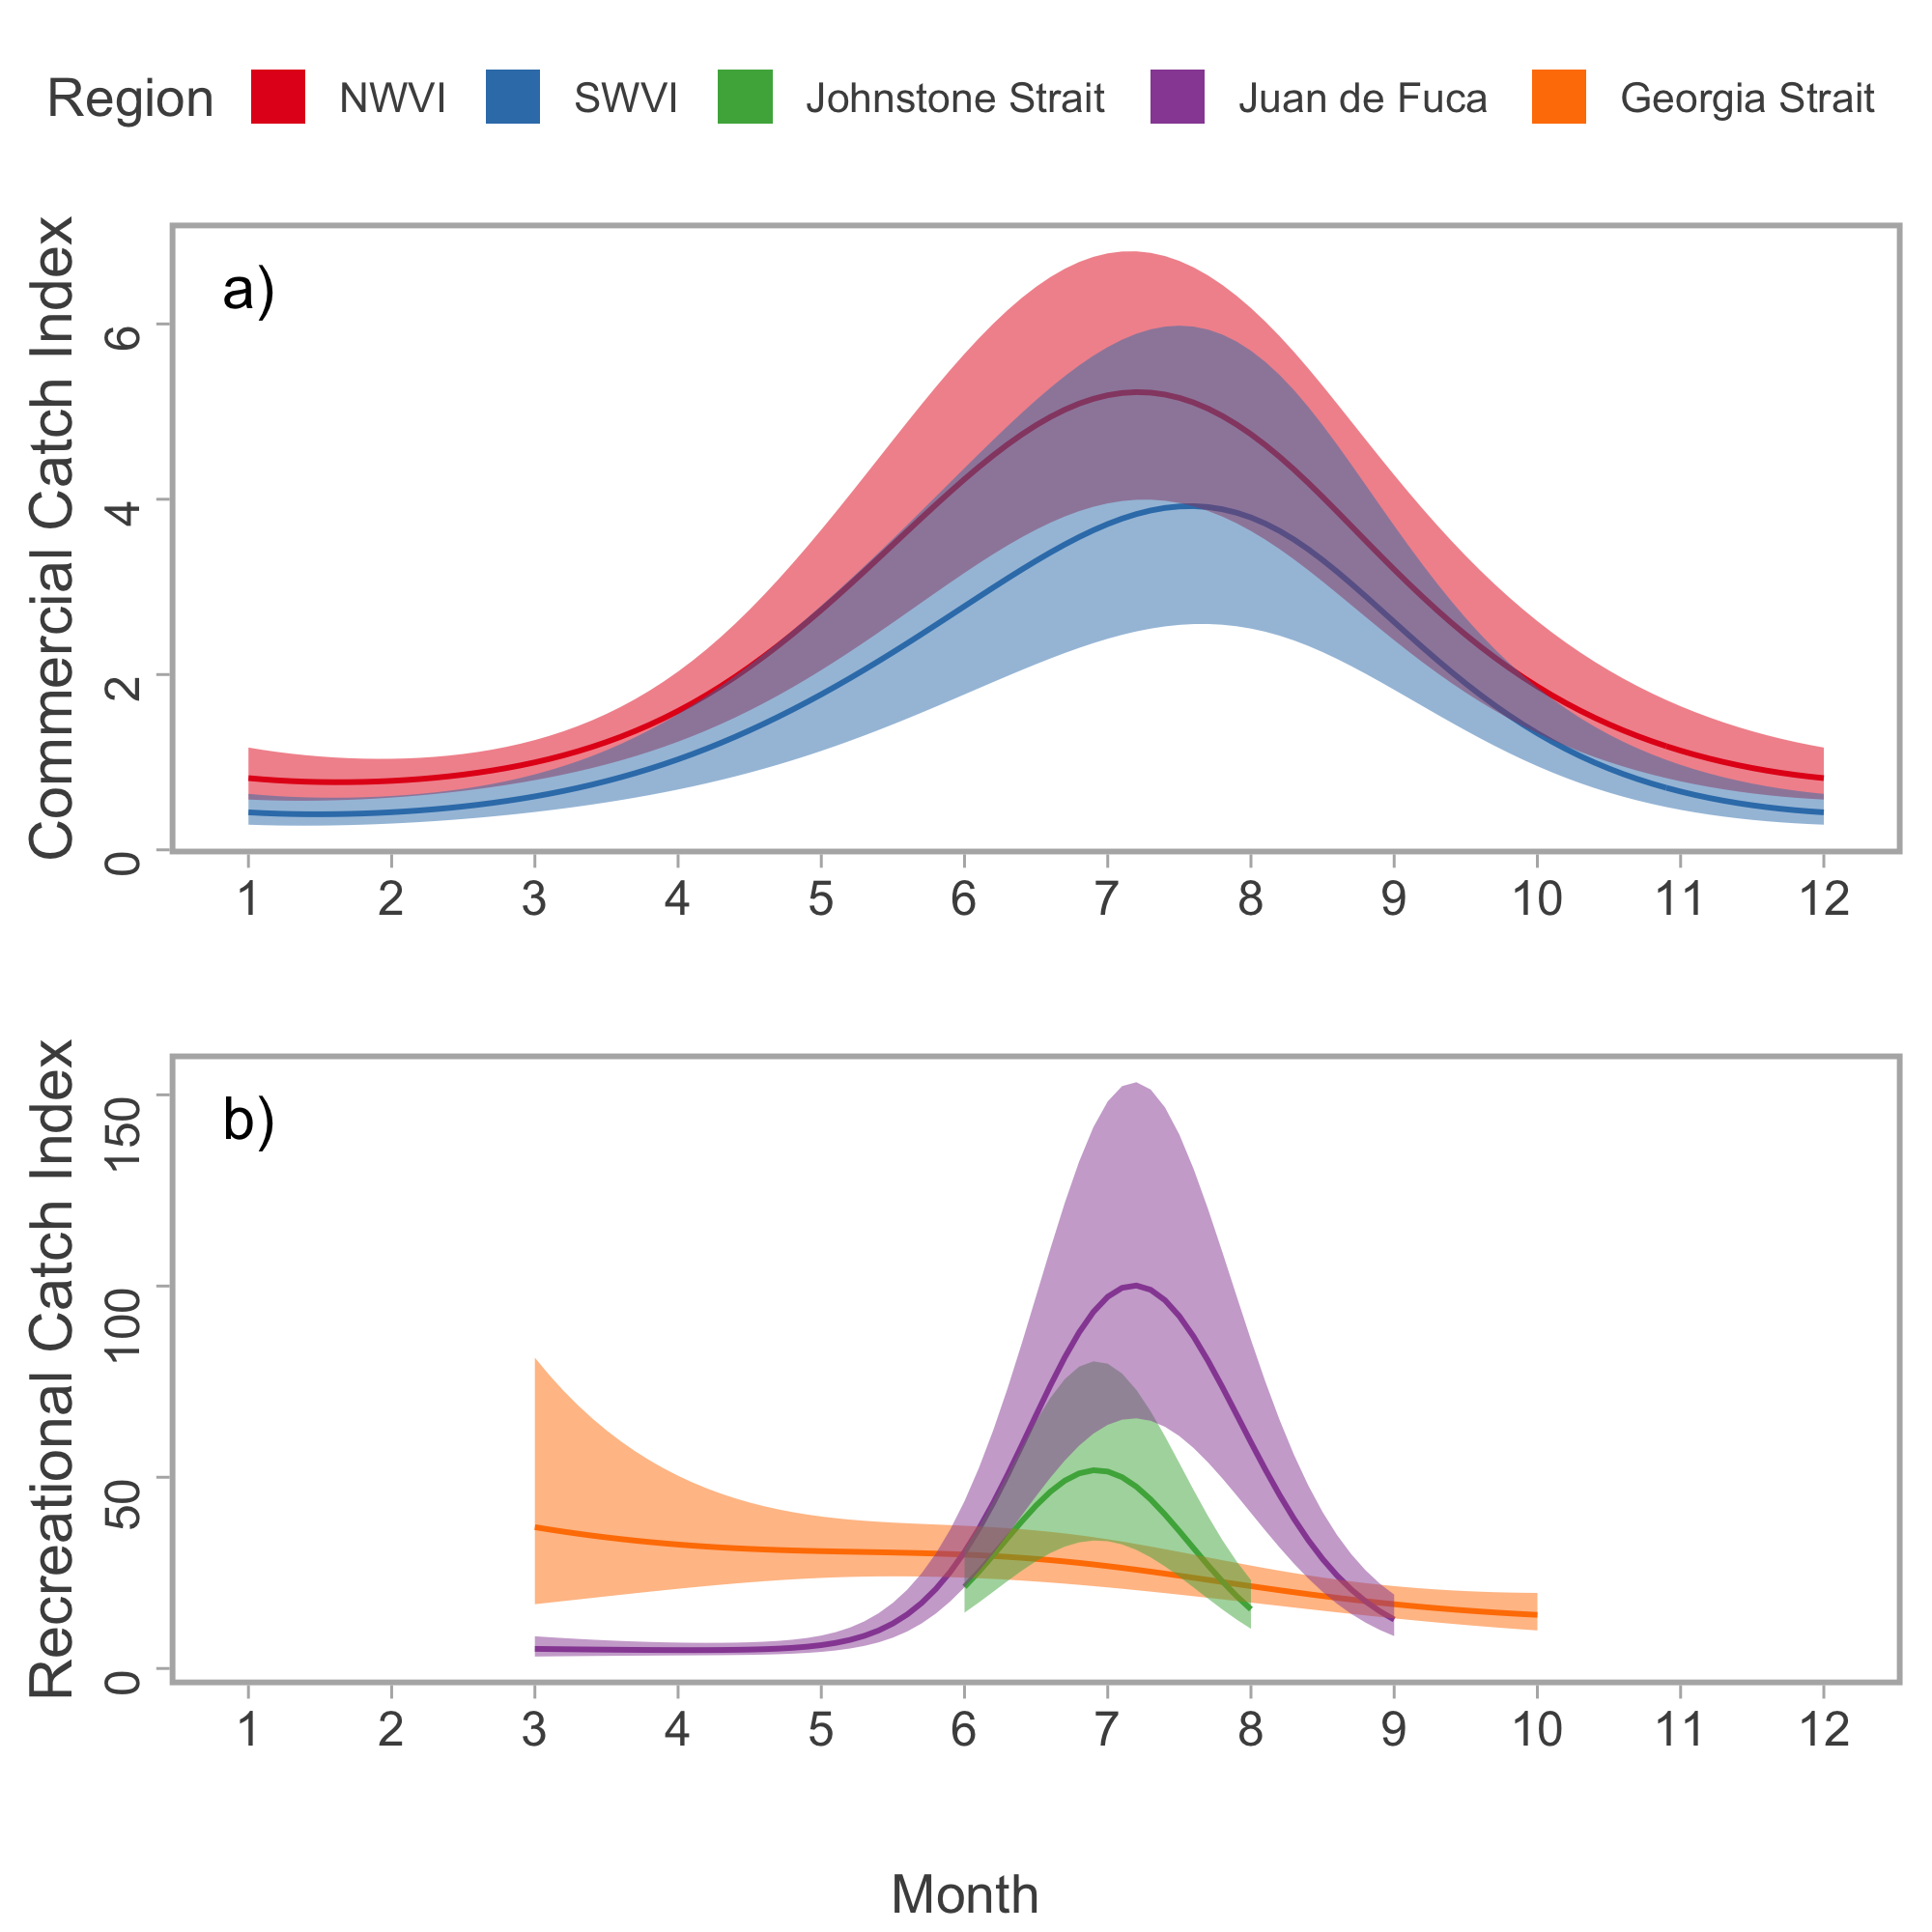 Region NWVI SWVI Johnstone Strait Juan de Fuca Georgia Strait
a)
Commercial Catch Index
6
4
2
0
1 2 3 4 5 6 7 8 9 10 11 12
b)
Recreational Catch Index
150
100
50
0
1 2 3 4 5 6 7 8 9 10 11 12
Month